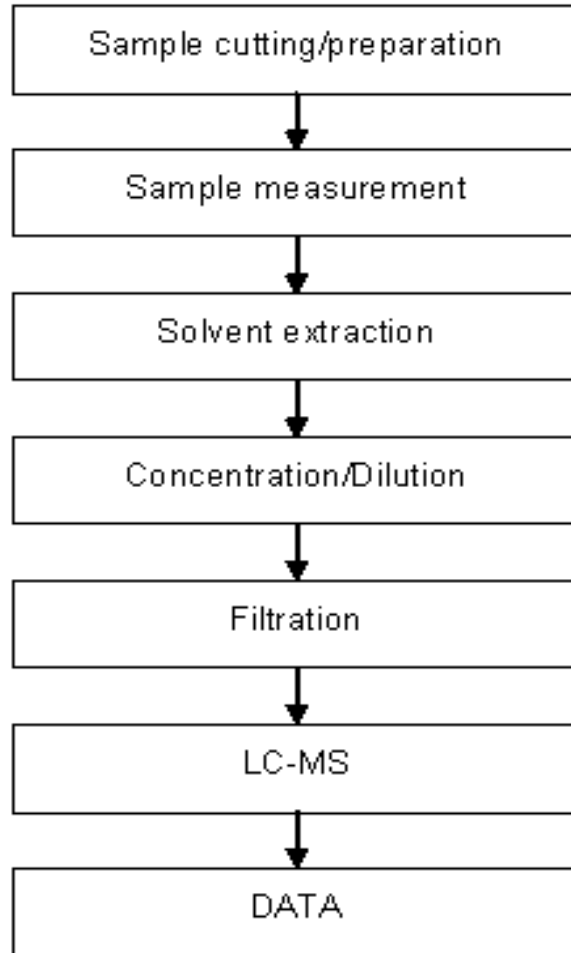 Sample cutting/preparation
Sample measurement
Solvent extraction
Concentration/Dilution
Filtration
LC-MS
DATA